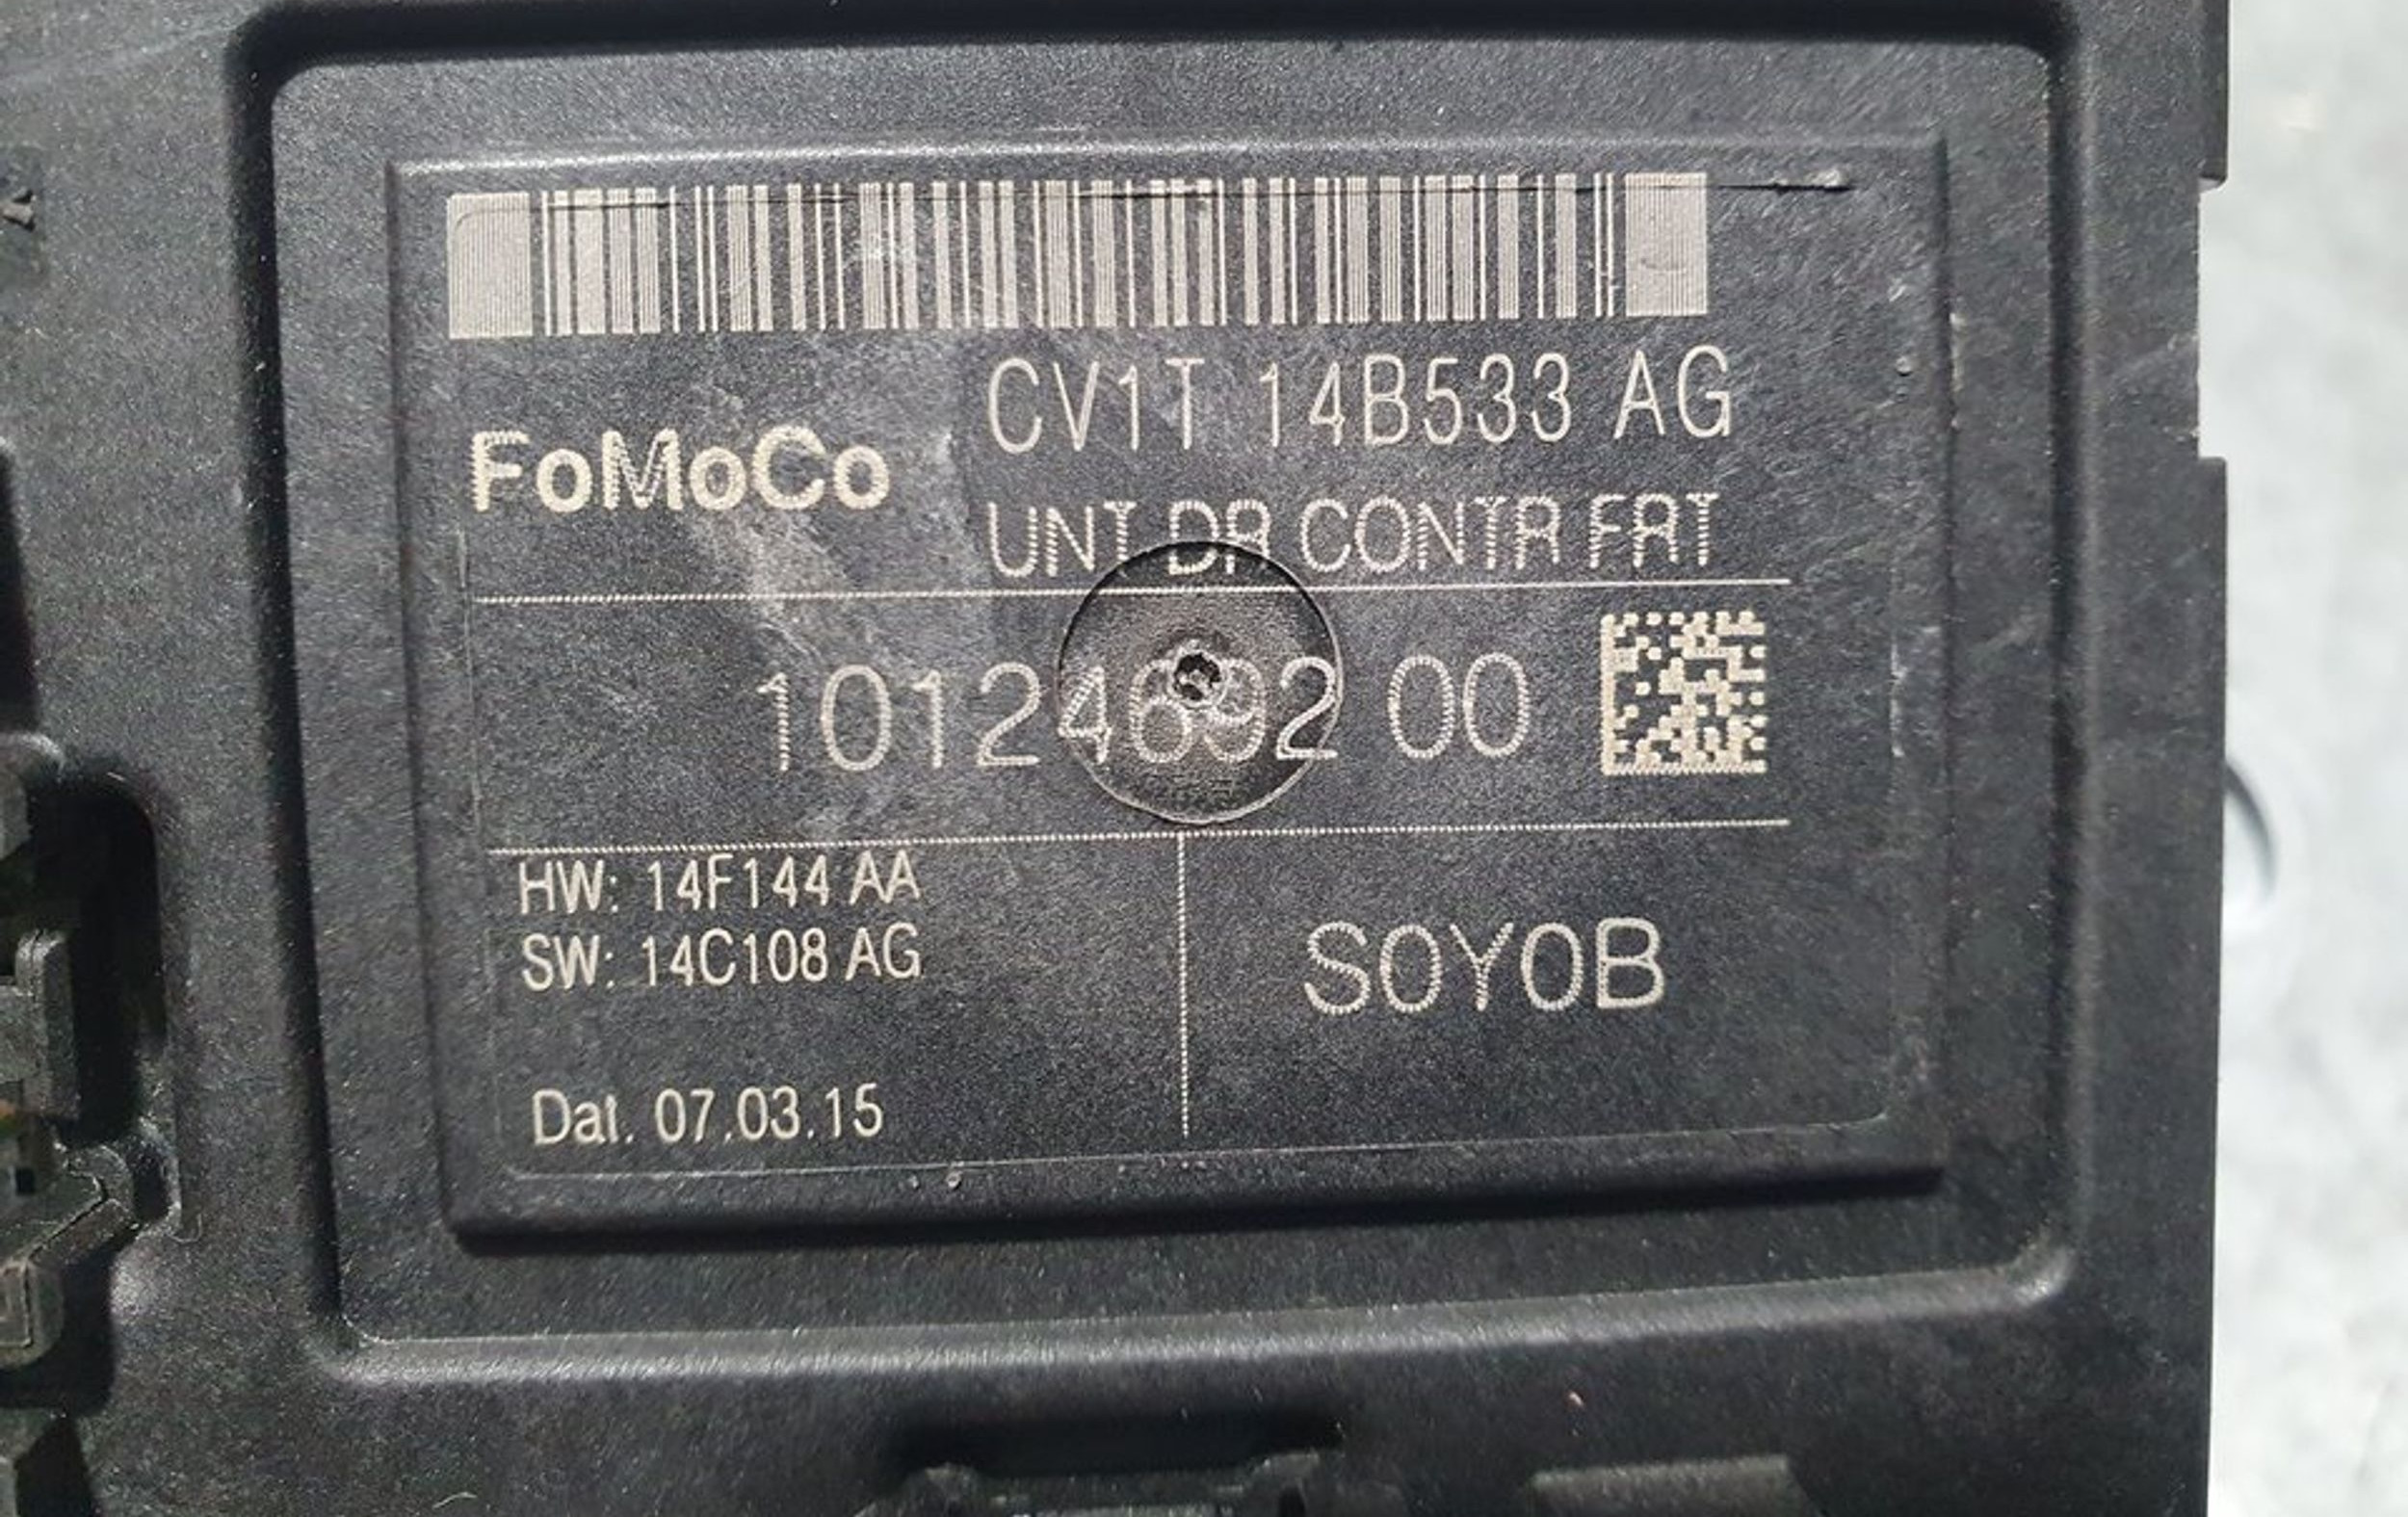 CV1T 14B533 AG
FoMoCo
UNT DR CONTR FRT
10124692 00
HW: 14F144 AA
SW: 14C108 AG
S0Y0B
Dat. 07.03.15